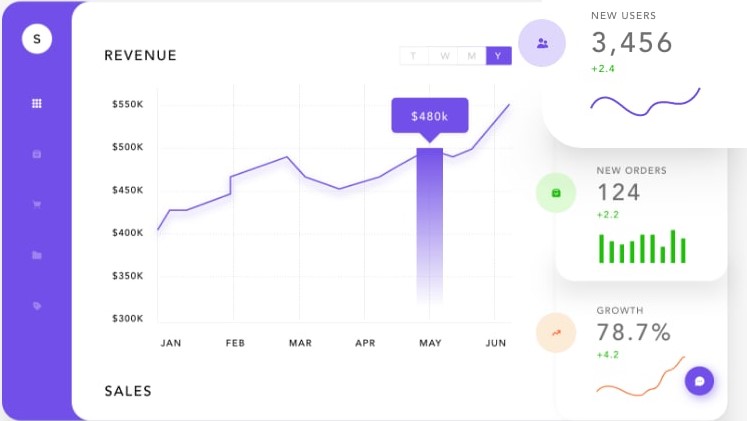 S
REVENUE
T W M Y
$550K
$500K
$450K
$400K
$350K
$300K
$480k
JAN FEB MAR APR MAY JUN
SALES
NEW USERS
3,456
+2.4
NEW ORDERS
124
+2.2
GROWTH
78.7%
+4.2